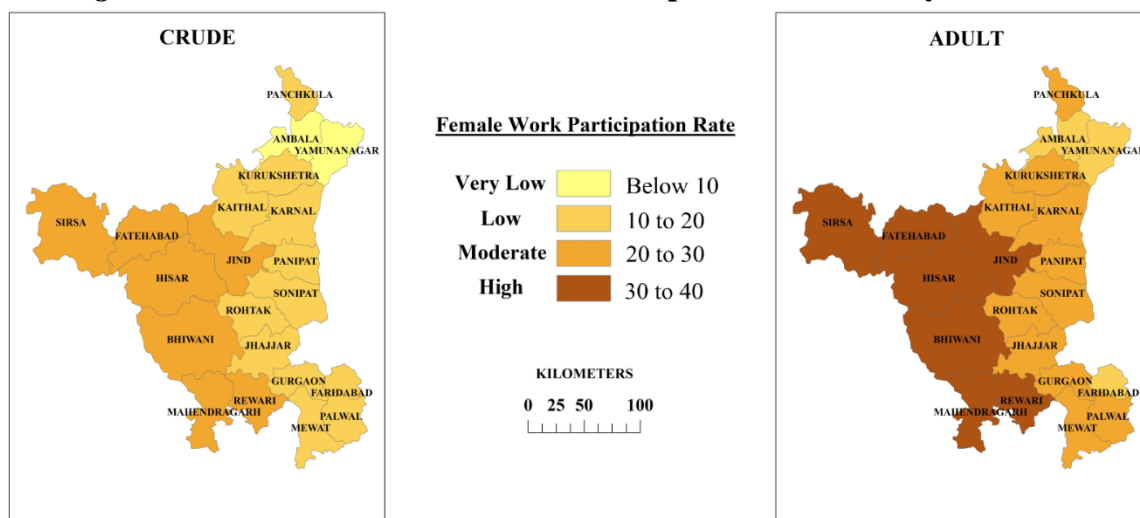 CRUDE
PANCHKULA
AMBALA
YAMUNANAGAR
KURUKSHETRA
KAITHAL
KARNAL
SIRSA
FATEHABAD
JIND
PANIPAT
HISAR
SONIPAT
ROHTAK
BHIWANI
JHAJJAR
GURGAON
FARIDABAD
REWARI
MAHENDRAGARH
PALWAL
MEWAT
Female Work Participation Rate
Very Low Below 10
Low 10 to 20
Moderate 20 to 30
High 30 to 40
KILOMETERS
0 25 50 100
ADULT
PANCHKULA
AMBALA
YAMUNANAGAR
KURUKSHETRA
KAITHAL
KARNAL
SIRSA
FATEHABAD
JIND
PANIPAT
HISAR
SONIPAT
ROHTAK
BHIWANI
JHAJJAR
GURGAON
FARIDABAD
REWARI
MAHENDRAGARH
PALWAL
MEWAT